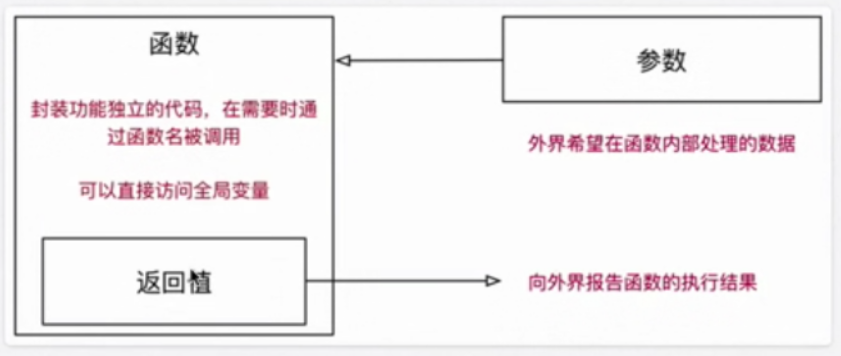 函数
封装功能独立的代码，在需要时通
过函数名被调用
可以直接访问全局变量
返回值
参数
外界希望在函数内部处理的数据
向外界报告函数的执行结果